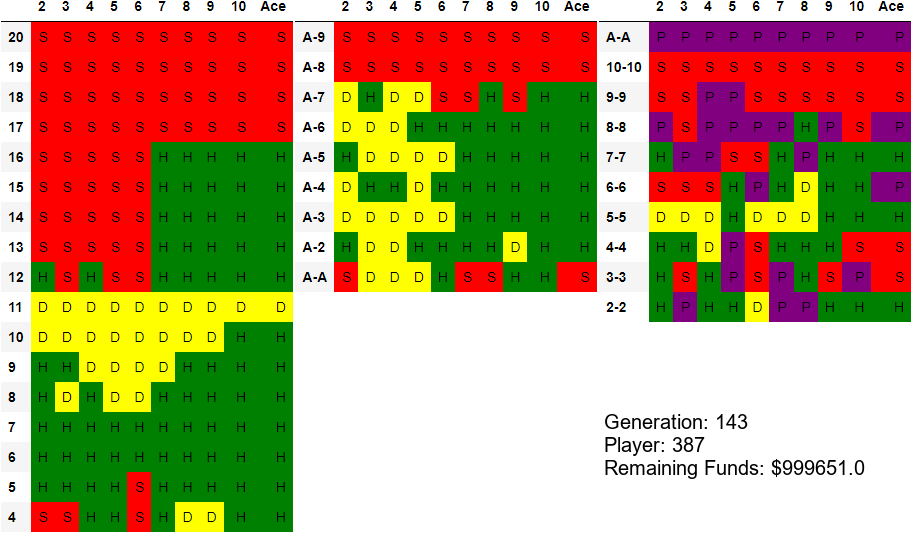 2 3 4 5 6 7 8 9 10 Ace
20 S S S S S S S S S S
19 S S S S S S S S S S
18 S S S S S S S S S S
17 S S S S S S S S S S
16 S S S S S H H H H H
15 S S S S S H H H H H
14 S S S S S H H H H H
13 S S S S S H H H H H
12 H S H S S H H H H H
11 D D D D D D D D D D
10 D D D D D D D D H H
9 H H D D D D H H H H
8 H D H D D H H H H H
7 H H H H H H H H H H
6 H H H H H H H H H H
5 H H H H S H H H H H
4 S S H H S H D D H H
2 3 4 5 6 7 8 9 10 Ace
A-9 S S S S S S S S S S
A-8 S S S S S S S S S S
A-7 D H D D S S H S H H
A-6 D D D H H H H H H H
A-5 H D D D D H H H H H
A-4 D H H D H H H H H H
A-3 D D D D D H H H H H
A-2 H D D H H H H D H H
A-A S D D D H S S H S S
2 3 4 5 6 7 8 9 10 Ace
A-A P P P P P P P P P P
10-10 S S S S S S S S S S
9-9 S S P P S S S S S S
8-8 P S P P P P H P S P
7-7 H P P S S H P H H H
6-6 S S S H P H D H H P
5-5 D D D H D D D H H H
4-4 H H D P S H H H S S
3-3 H S H P S P H S P S
2-2 H P H H D P P H H H
Generation: 143
Player: 387
Remaining Funds: $999651.0